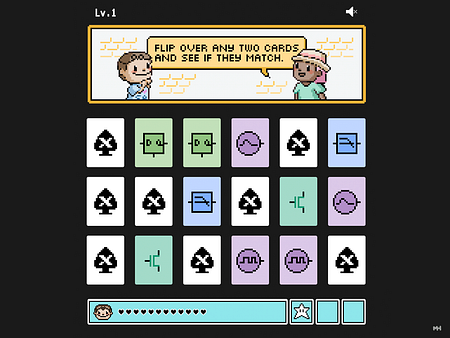 Lv.1
FLIP OVER ANY TWO CARDS
AND SEE IF THEY MATCH.
D Q
D Q